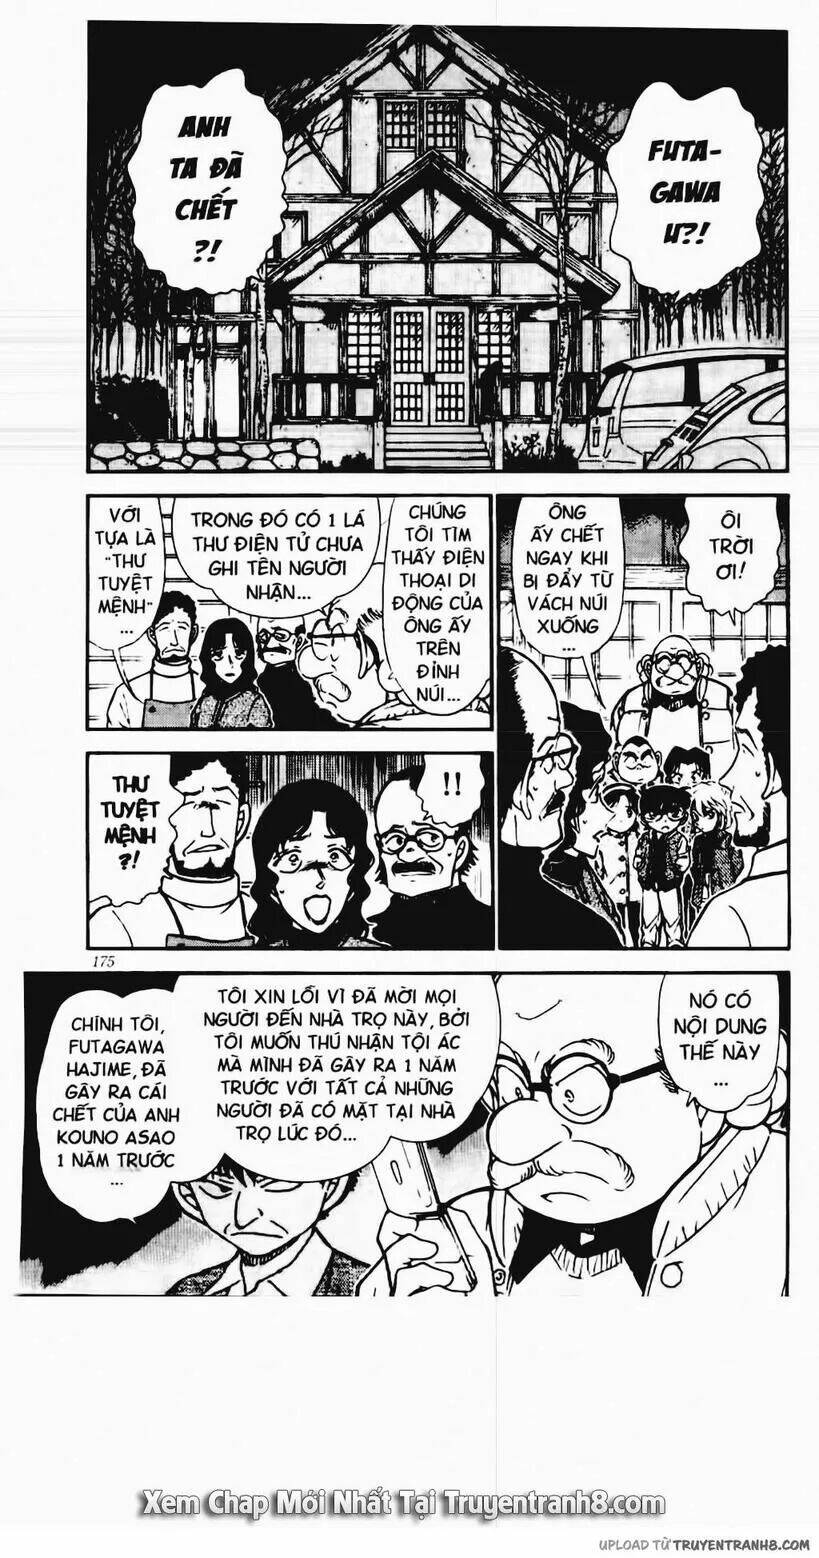 FUTA-
GAWA
Ư?!
ANH
TA ĐÃ
CHẾT
?!
ÔI
TRỜI
ƠI!
ÔNG
ẤY CHẾT
NGAY KHI
BỊ ĐẨY TỪ
VÁCH NÚI
XUỐNG
...
CHÚNG
TÔI TÌM
THẤY ĐIỆN
THOẠI DI
ĐỘNG CỦA
ÔNG ẤY
TRÊN
ĐỈNH
NÚI...
TRONG ĐÓ CÓ 1 LÁ
THƯ ĐIỆN TỬ CHƯA
GHI TÊN NGƯỜI
NHẬN...
VỚI
TỰA LÀ
"THƯ
TUYỆT
MỆNH"
...
!!
THƯ
TUYỆT
MỆNH
?!
175
NÓ CÓ
NỘI DUNG
THẾ NÀY
...
TÔI XIN LỖI VÌ ĐÃ MỜI MỌI
NGƯỜI ĐẾN NHÀ TRỌ NÀY, BỞI
TÔI MUỐN THÚ NHẬN TỘI ÁC
MÀ MÌNH ĐÃ GÂY RA 1 NĂM
TRƯỚC VỚI TẤT CẢ NHỮNG
NGƯỜI ĐÃ CÓ MẶT TẠI NHÀ
TRỌ LÚC ĐÓ...
CHÍNH TÔI,
FUTAGAWA
HAJIME, ĐÃ
GÂY RA CÁI
CHẾT CỦA ANH
KOUNO ASAO
1 NĂM TRƯỚC
...
Xem Chap Mới Nhất Tại Truyentranh8.com
UPLOAD TỪ TRUYENTRANH8.COM